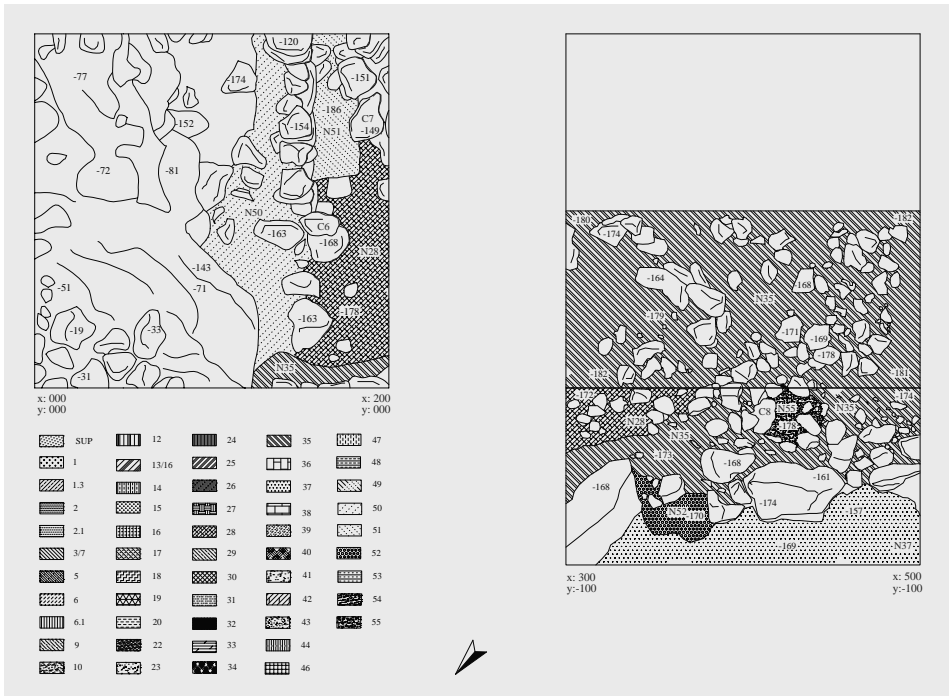 -120
-77
-174
-151
-186
C7
-152
-154
N51
-149
-72
-81
N50
C6
-163
-168
N28
-143
-51
-71
-178
-19
-33
-163
-31
N35
x: 000
y: 000
x: 200
y: 000
-180
-182
-174
-164
-168
N35
-179
-171
-169
-178
-182
-181
-172
-174
N55
N35
C8
N28
178
N35
-173
-168
-161
-168
-174
N52
-170
-157
169
N37
x: 300
y:-100
x: 500
y:-100
SUP 12 24 35 47
1 13/16 25 36 48
1.3 14 26 37 49
2 15 27 38 50
2.1 16 28 39 51
3/7 17 29 40 52
5 18 30 41 53
6 19 31 42 54
6.1 20 32 43 55
9 22 33 44
10 23 34 46